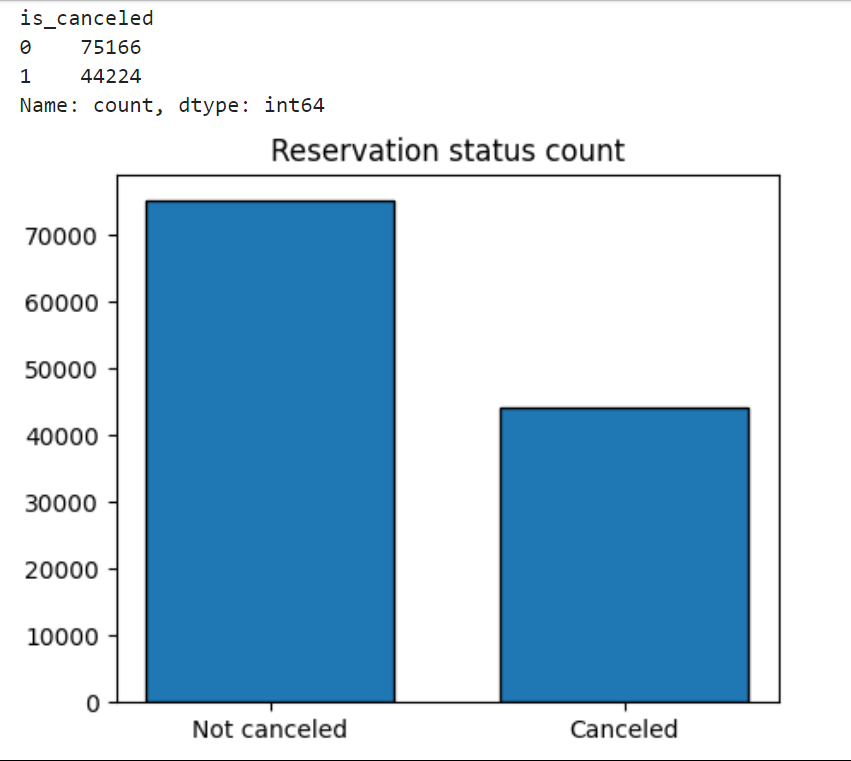 is_canceled
0    75166
1    44224
Name: count, dtype: int64
Reservation status count
70000
60000
50000
40000
30000
20000
10000
0
Not canceled
Canceled